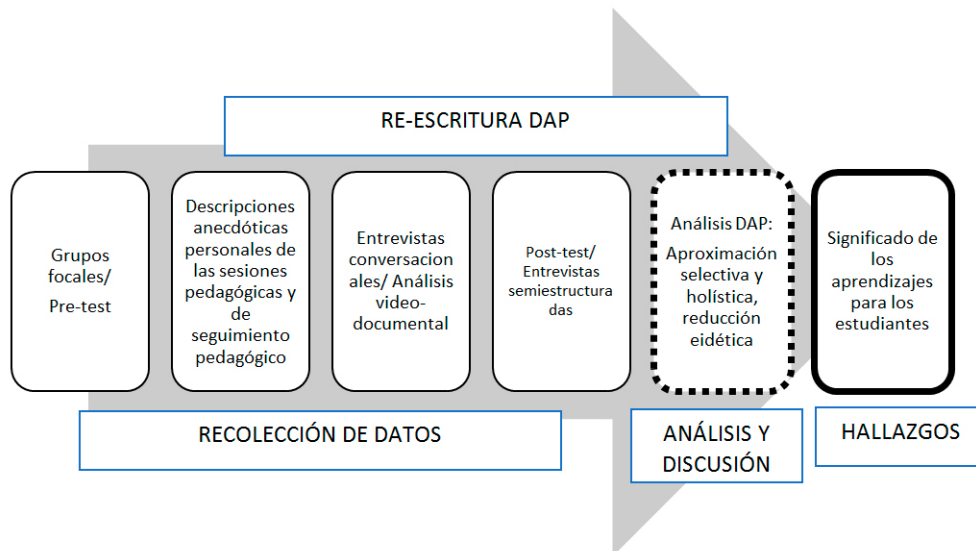 RE-ESCRITURA DAP
Grupos
focales/
Pre-test
Descripciones
anecdóticas
personales de
las sesiones
pedagógicas y
de
seguimiento
pedagógico
Entrevistas
conversacion
ales/ Análisis
video-
documental
Post-test/
Entrevistas
semiestructura
das
Análisis DAP:
Aproximación
selectiva y
holística,
reducción
eidética
Significado de
los
aprendizajes
para los
estudiantes
RECOLECCIÓN DE DATOS
ANÁLISIS Y
DISCUSIÓN
HALLAZGOS